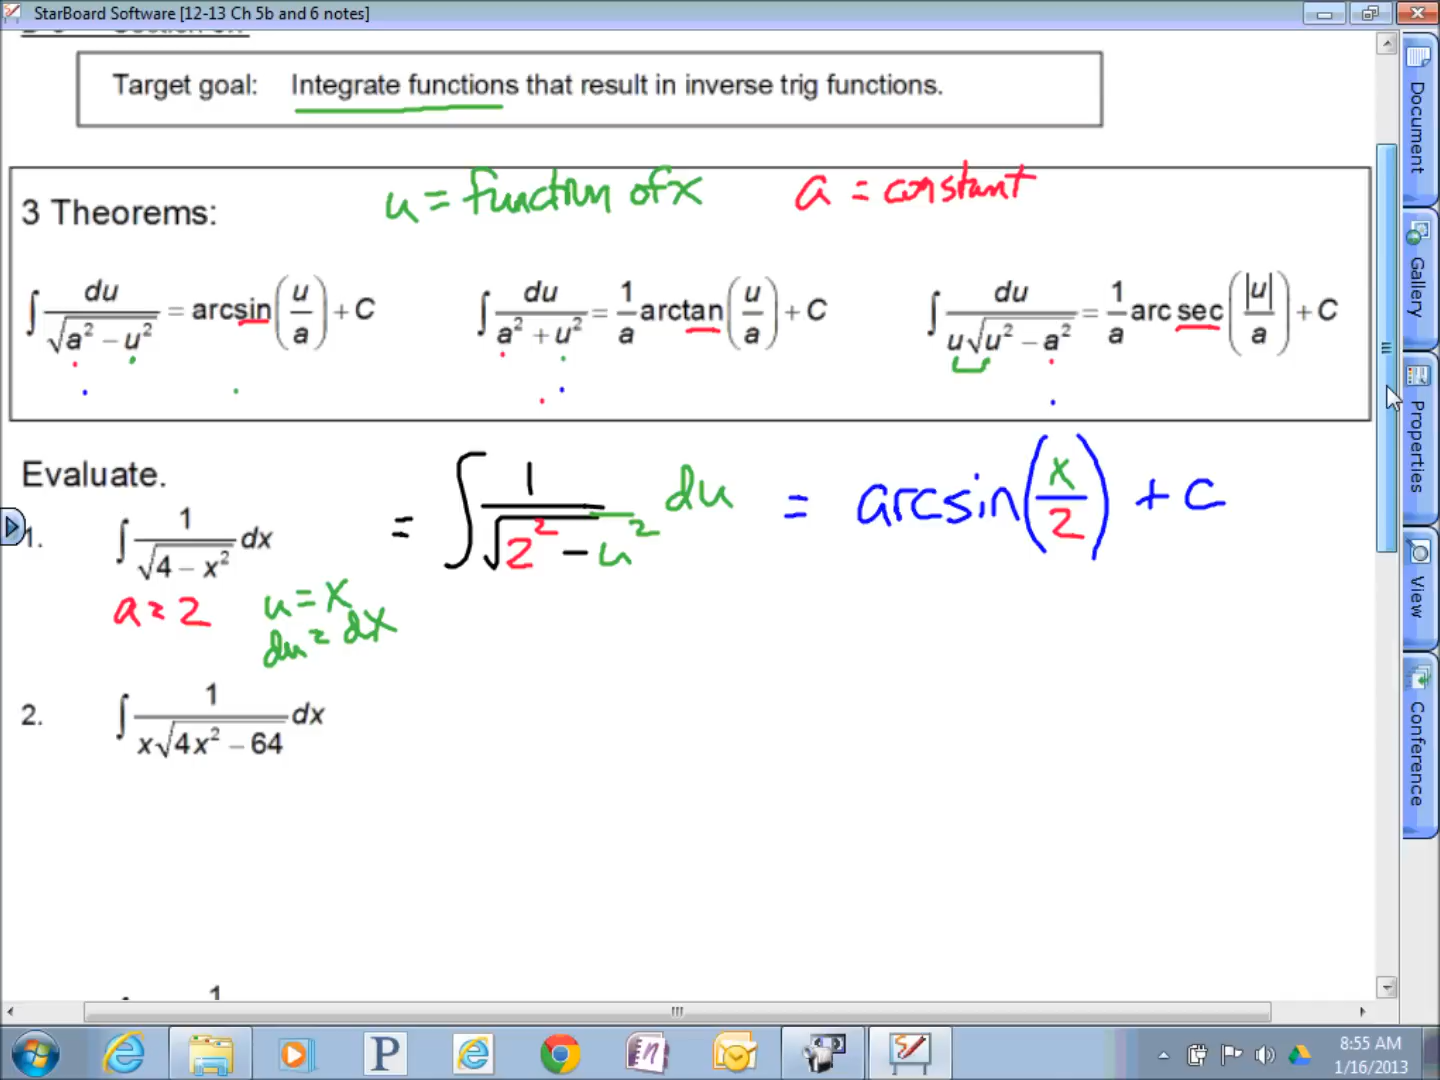 StarBoard Software [12-13 Ch 5b and 6 notes]
Target goal: Integrate functions that result in inverse trig functions.
3 Theorems:
u = function of x
a = constant
∫ du / √(a² − u²) = arcsin(u/a) + C
∫ du / (a² + u²) = 1/a arctan(u/a) + C
∫ du / (u√(u² − a²)) = 1/a arc sec(|u|/a) + C
Evaluate.
1. ∫ 1/√(4 − x²) dx = ∫ 1/√(2² − u²) du = arcsin(x/2) + C
a = 2
u = x
du = dx
2. ∫ 1/(x√(4x² − 64)) dx
∫ 1
Document
Gallery
Properties
View
Conference
8:55 AM
1/16/2013